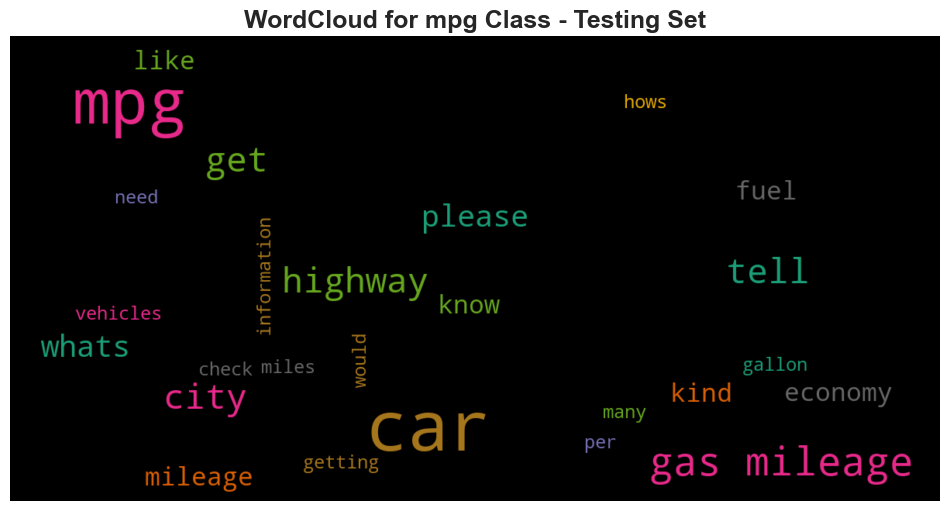 WordCloud for mpg Class - Testing Set
like
mpg
hows
get
fuel
need
please
information
tell
highway
know
vehicles
whats
would
check
miles
gallon
city
kind
economy
car
many
per
getting
gas mileage
mileage